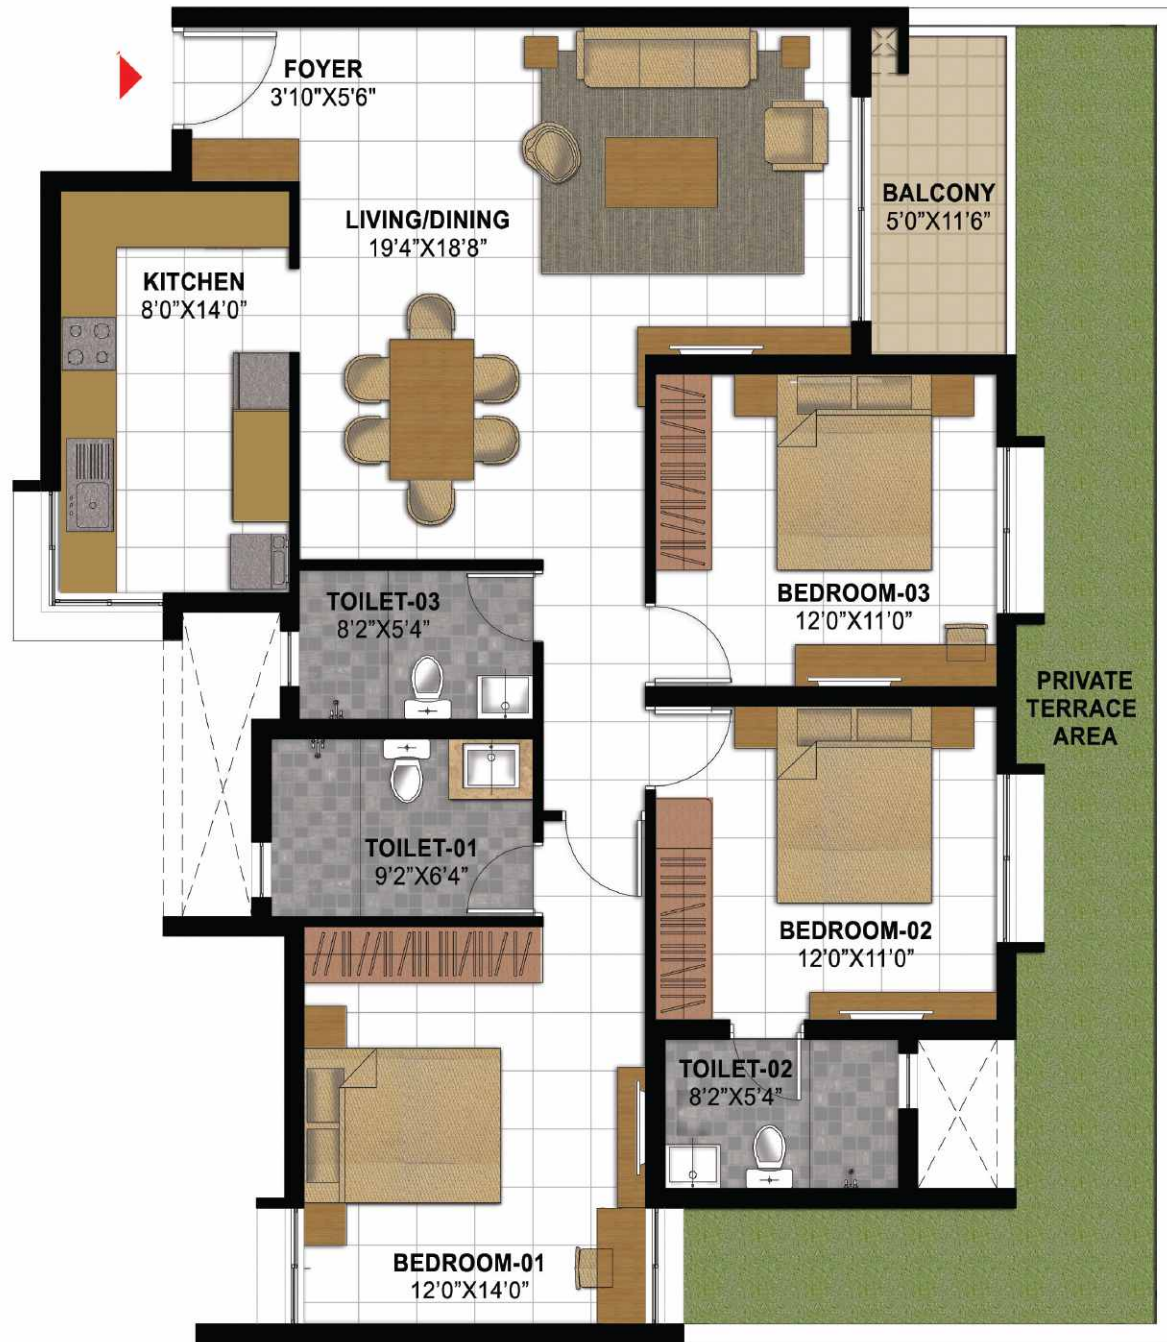 FOYER
3'10"X5'6"
LIVING/DINING
19'4"X18'8"
BALCONY
5'0"X11'6"
KITCHEN
8'0"X14'0"
BEDROOM-03
12'0"X11'0"
TOILET-03
8'2"X5'4"
PRIVATE
TERRACE
AREA
TOILET-01
9'2"X6'4"
BEDROOM-02
12'0"X11'0"
TOILET-02
8'2"X5'4"
BEDROOM-01
12'0"X14'0"